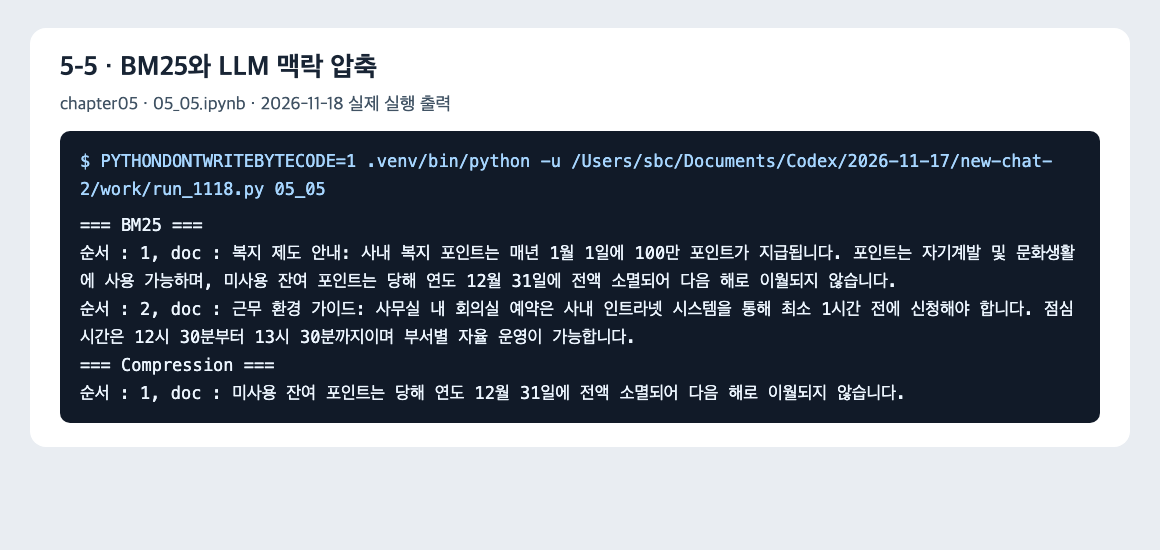 5-5 · BM25와 LLM 맥락 압축
chapter05 · 05_05.ipynb · 2026-11-18 실제 실행 출력
$ PYTHONDONTWRITEBYTECODE=1 .venv/bin/python -u /Users/sbc/Documents/Codex/2026-11-17/new-chat-
2/work/run_1118.py 05_05
=== BM25 ===
순서 : 1, doc : 복지 제도 안내: 사내 복지 포인트는 매년 1월 1일에 100만 포인트가 지급됩니다. 포인트는 자기계발 및 문화생활
에 사용 가능하며, 미사용 잔여 포인트는 당해 연도 12월 31일에 전액 소멸되어 다음 해로 이월되지 않습니다.
순서 : 2, doc : 근무 환경 가이드: 사무실 내 회의실 예약은 사내 인트라넷 시스템을 통해 최소 1시간 전에 신청해야 합니다. 점심
시간은 12시 30분부터 13시 30분까지이며 부서별 자율 운영이 가능합니다.
=== Compression ===
순서 : 1, doc : 미사용 잔여 포인트는 당해 연도 12월 31일에 전액 소멸되어 다음 해로 이월되지 않습니다.